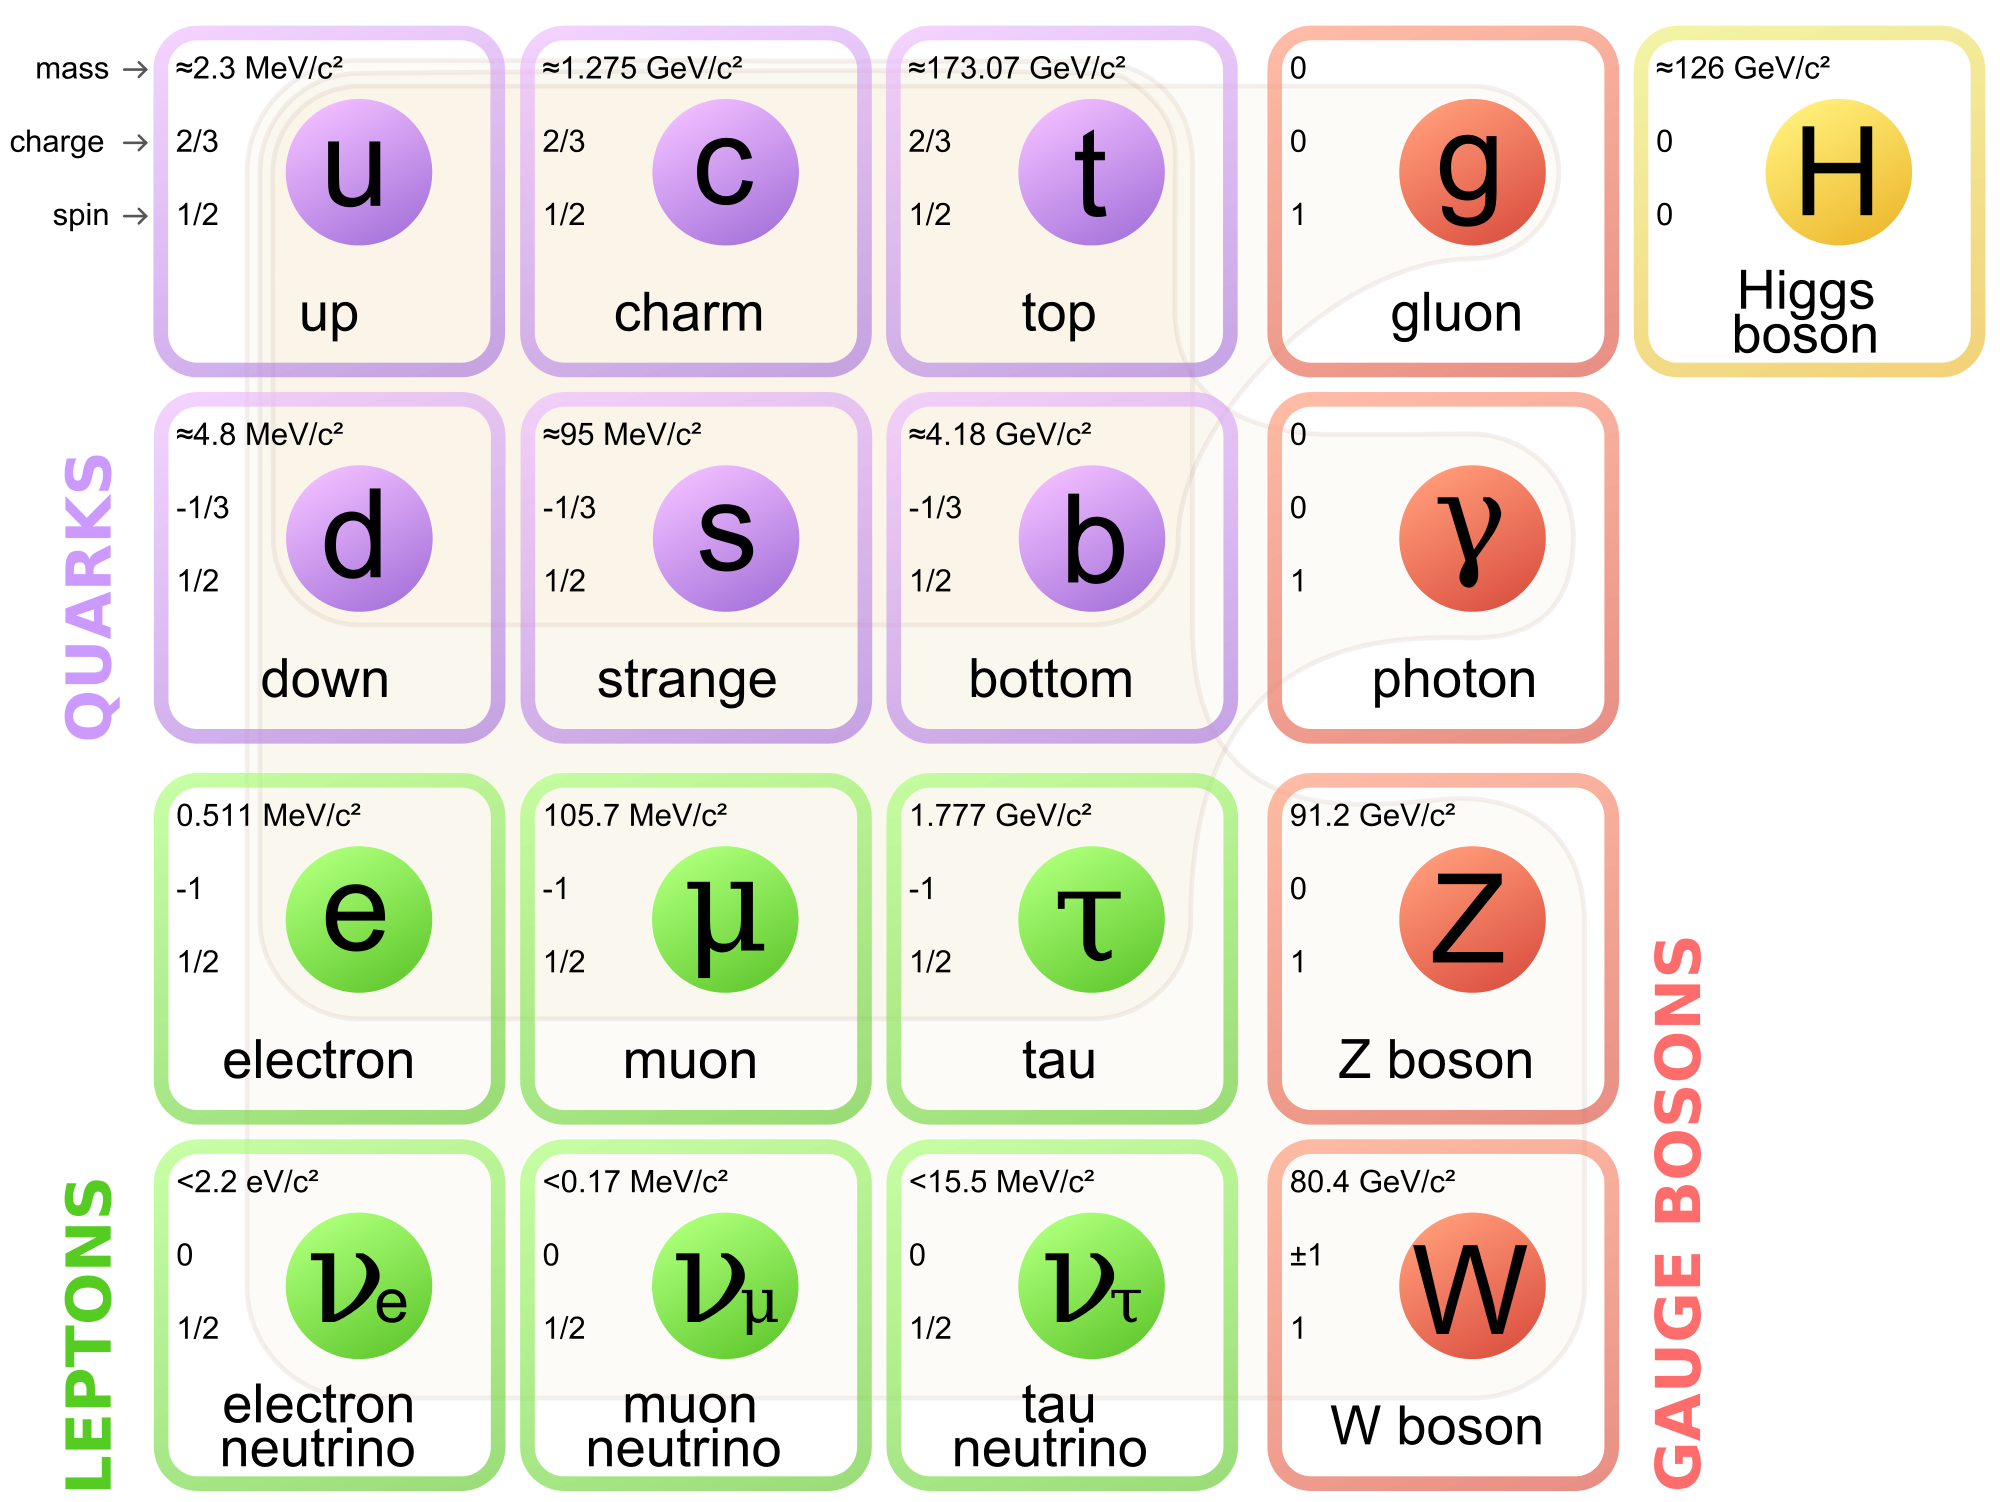 mass →
charge →
spin →
≈2.3 MeV/c²
2/3
1/2
u
up
≈1.275 GeV/c²
2/3
1/2
c
charm
≈173.07 GeV/c²
2/3
1/2
t
top
0
0
1
g
gluon
≈126 GeV/c²
0
0
H
Higgs
boson
QUARKS
≈4.8 MeV/c²
-1/3
1/2
d
down
≈95 MeV/c²
-1/3
1/2
s
strange
≈4.18 GeV/c²
-1/3
1/2
b
bottom
0
0
1
γ
photon
0.511 MeV/c²
-1
1/2
e
electron
105.7 MeV/c²
-1
1/2
μ
muon
1.777 GeV/c²
-1
1/2
τ
tau
91.2 GeV/c²
0
1
Z
Z boson
GAUGE BOSONS
LEPTONS
<2.2 eV/c²
0
1/2
νe
electron
neutrino
<0.17 MeV/c²
0
1/2
νμ
muon
neutrino
<15.5 MeV/c²
0
1/2
ντ
tau
neutrino
80.4 GeV/c²
±1
1
W
W boson